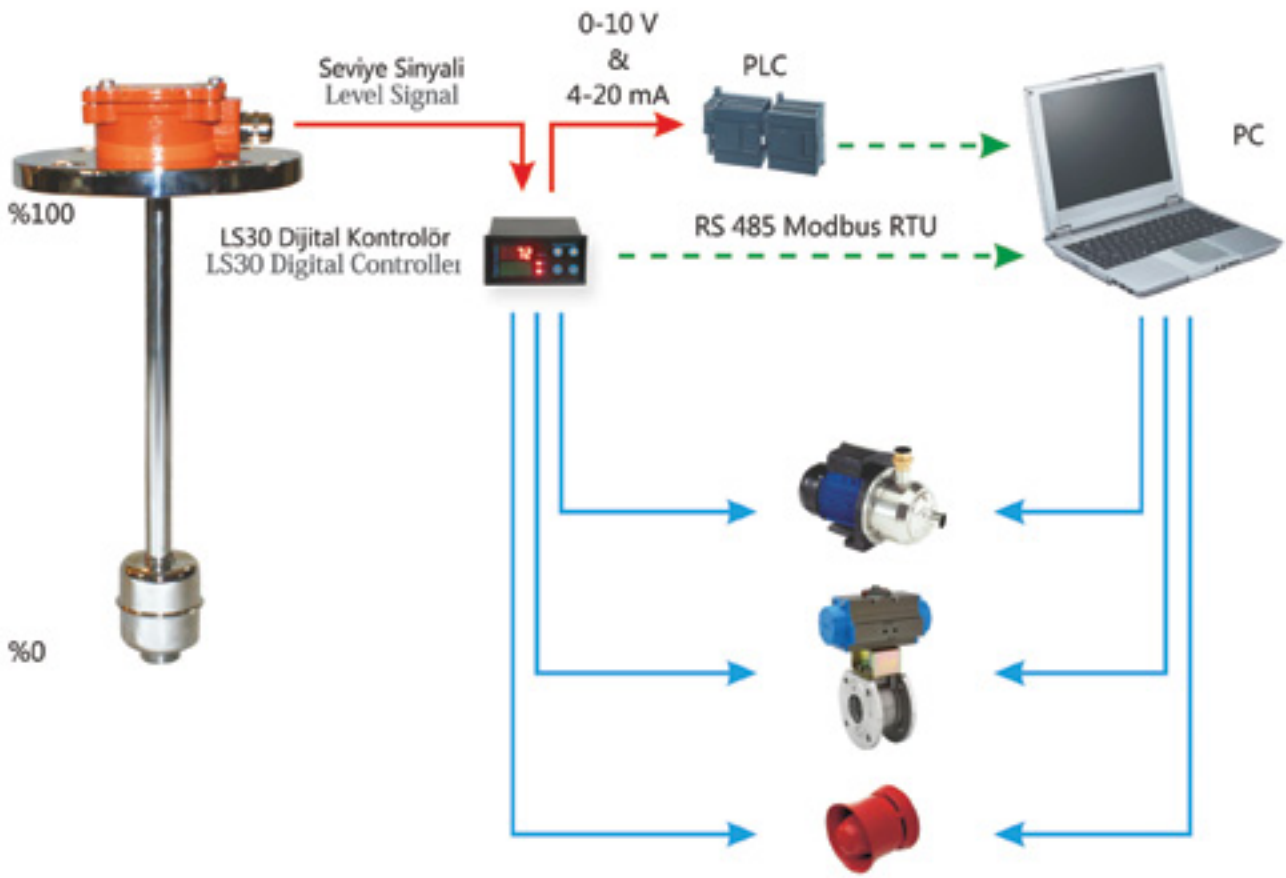 0-10 V
&
4-20 mA
Seviye Sinyali
Level Signal
PLC
PC
%100
LS30 Dijital Kontrolör
LS30 Digital Controller
RS 485 Modbus RTU
%0